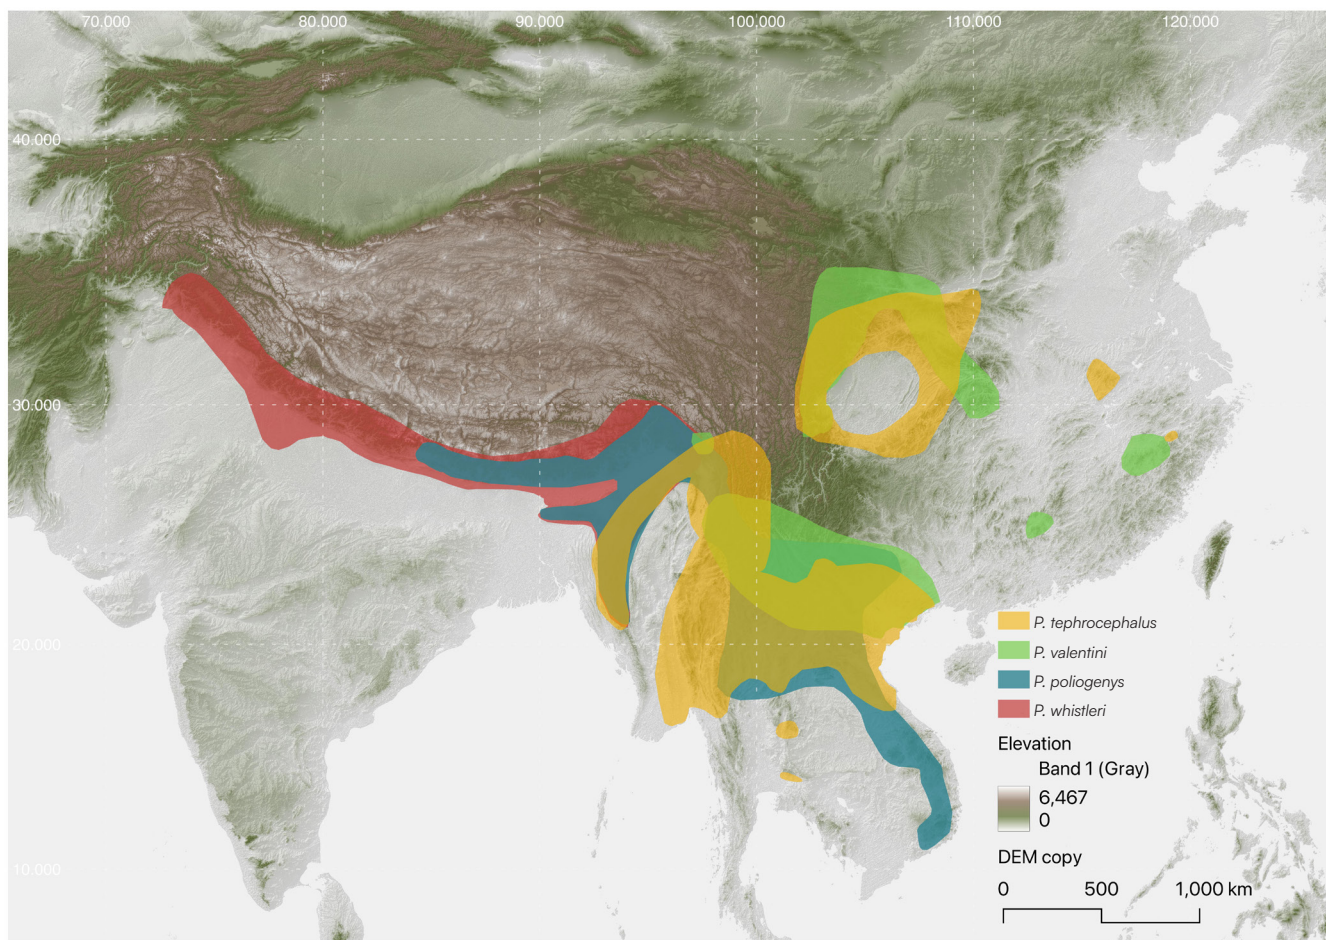 70.000 80.000 90.000 100.000 110.000 120.000
40.000
30.000
20.000
10.000
P. tephrocephalus
P. valentini
P. poliogenys
P. whistleri
Elevation
Band 1 (Gray)
6,467
0
DEM copy
0 500 1,000 km